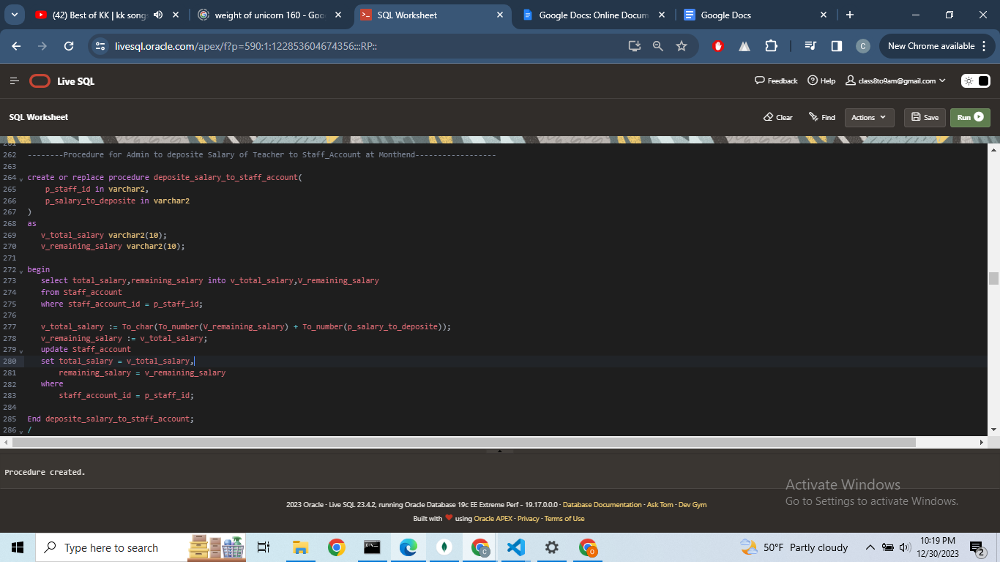 (42) Best of KK | kk songs
weight of unicorn 160 - Goo
SQL Worksheet
Google Docs: Online Docum
Google Docs
livesql.oracle.com/apex/f?p=590:1:122853604674356:::RP::
C
New Chrome available
Live SQL
Feedback
Help
class8to9am@gmail.com
SQL Worksheet
Clear
Find
Actions
Save
Run
261
262 --------Procedure for Admin to deposite Salary of Teacher to Staff_Account at Monthend------------------
263
264 create or replace procedure deposite_salary_to_staff_account(
265 p_staff_id in varchar2,
266 p_salary_to_deposite in varchar2
267 )
268 as
269 v_total_salary varchar2(10);
270 v_remaining_salary varchar2(10);
271
272 begin
273 select total_salary,remaining_salary into v_total_salary,V_remaining_salary
274 from Staff_account
275 where staff_account_id = p_staff_id;
276
277 v_total_salary := To_char(To_number(V_remaining_salary) + To_number(p_salary_to_deposite));
278 v_remaining_salary := v_total_salary;
279 update Staff_account
280 set total_salary = v_total_salary,
281 remaining_salary = v_remaining_salary
282 where
283 staff_account_id = p_staff_id;
284
285 End deposite_salary_to_staff_account;
286 /
Procedure created.
Activate Windows
Go to Settings to activate Windows.
2023 Oracle · Live SQL 23.4.2, running Oracle Database 19c EE Extreme Perf - 19.17.0.0.0 · Database Documentation · Ask Tom · Dev Gym
Built with ❤ using Oracle APEX · Privacy · Terms of Use
Type here to search
50°F Partly cloudy
10:19 PM
12/30/2023
2